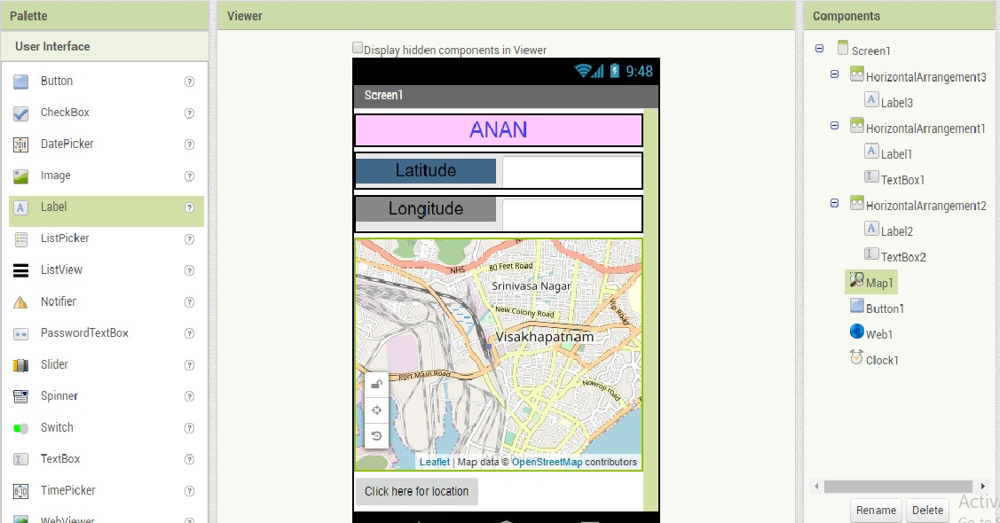 Palette
Viewer
Components
User Interface
Button
CheckBox
DatePicker
Image
Label
ListPicker
ListView
Notifier
PasswordTextBox
Slider
Spinner
Switch
TextBox
TimePicker
WebViewer
Display hidden components in Viewer
9:48
Screen1
ANAN
Latitude
Longitude
NH5
80 Feet Road
Srinivasa Nagar
New Colony Road
Vip Road
Visakhapatnam
Port Main Road
Nowroji Road
Leaflet | Map data © OpenStreetMap contributors
Click here for location
Screen1
HorizontalArrangement3
Label3
HorizontalArrangement1
Label1
TextBox1
HorizontalArrangement2
Label2
TextBox2
Map1
Button1
Web1
Clock1
Rename
Delete
Activ
Go to S